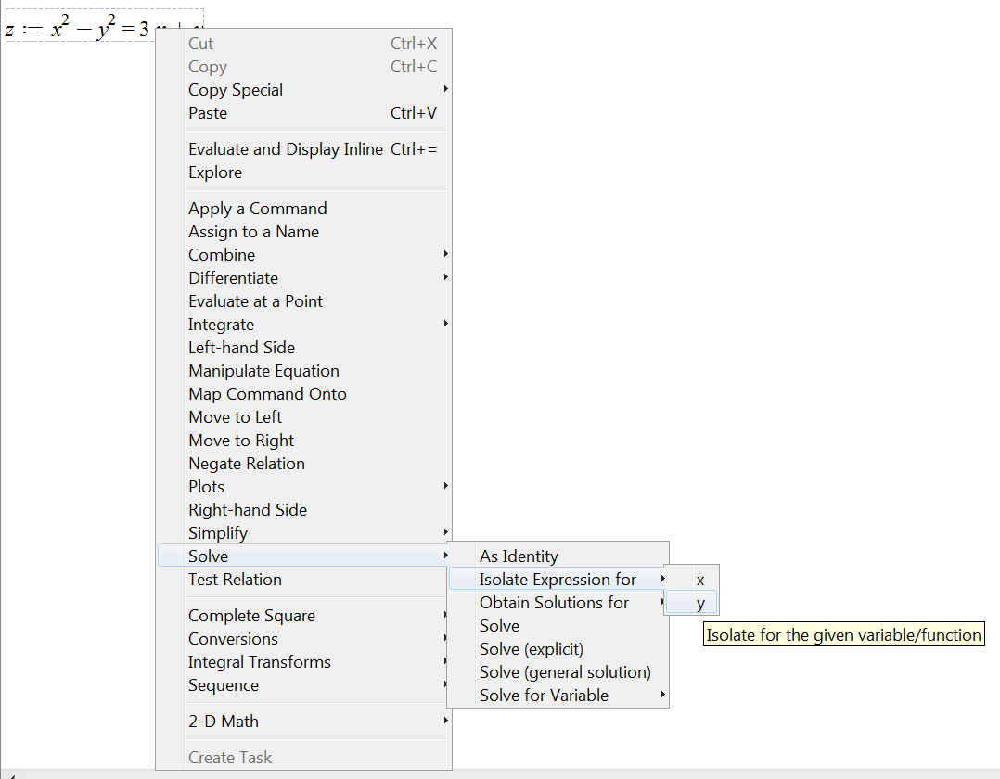 z := x² − y² = 3
Cut Ctrl+X
Copy Ctrl+C
Copy Special
Paste Ctrl+V
Evaluate and Display Inline Ctrl+=
Explore
Apply a Command
Assign to a Name
Combine
Differentiate
Evaluate at a Point
Integrate
Left-hand Side
Manipulate Equation
Map Command Onto
Move to Left
Move to Right
Negate Relation
Plots
Right-hand Side
Simplify
Solve
Test Relation
Complete Square
Conversions
Integral Transforms
Sequence
2-D Math
Create Task
As Identity
Isolate Expression for
Obtain Solutions for
Solve
Solve (explicit)
Solve (general solution)
Solve for Variable
x
y
Isolate for the given variable/function